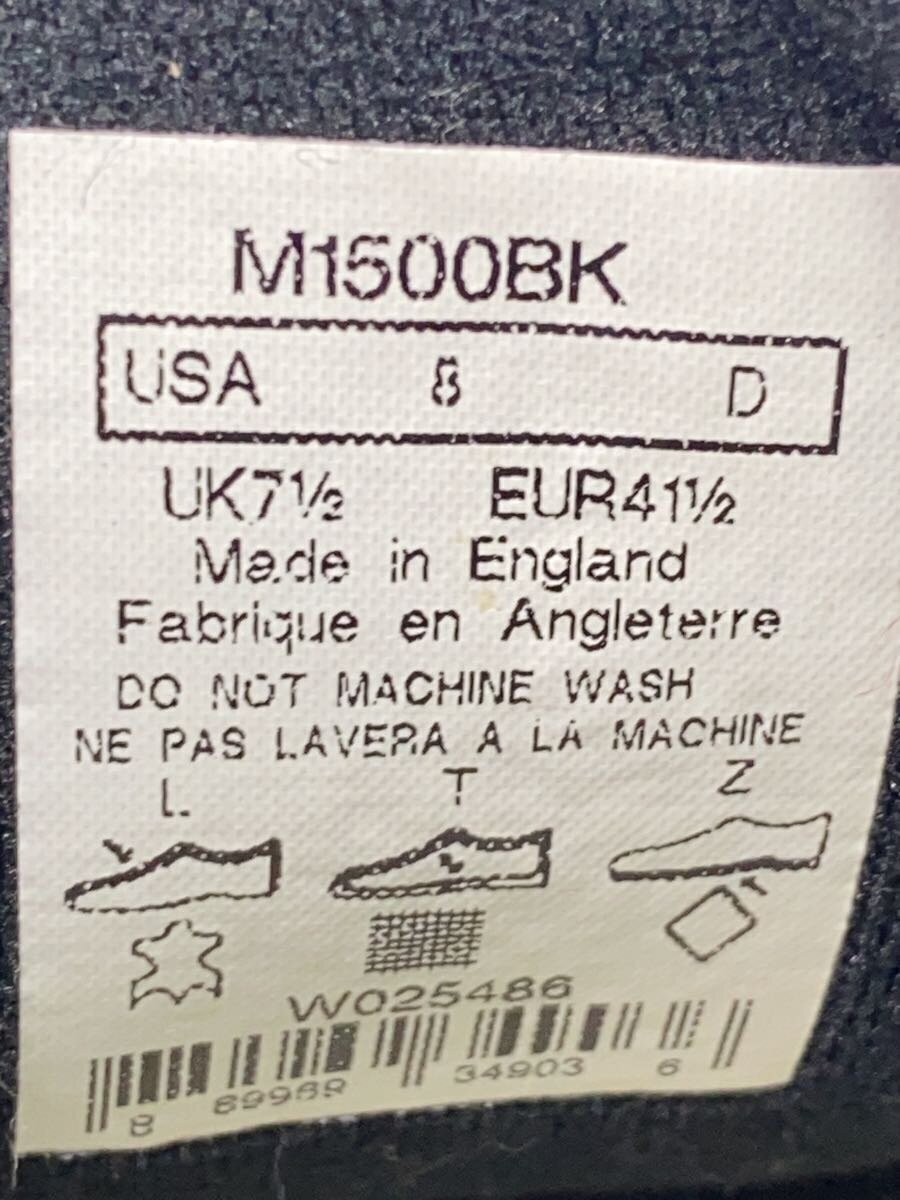 M1500BK
USA 8 D
UK7½ EUR41½
Made in England
Fabrique en Angleterre
DO NOT MACHINE WASH
NE PAS LAVERA A LA MACHINE
L T Z
W025486
8 69969 34903 6